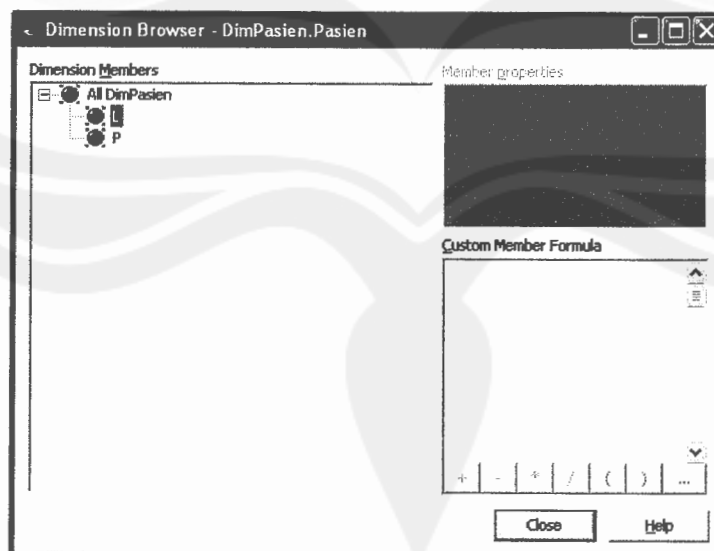 Dimension Browser - DimPasien.Pasien
Dimension Members
All DimPasien
L
P
Member properties
Custom Member Formula
+ - * / ( ) ...
Close Help